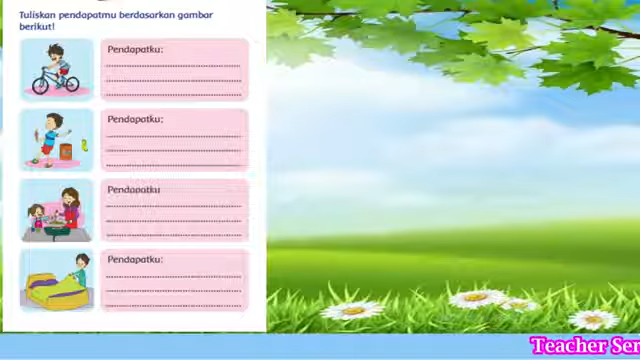 Tuliskan pendapatmu berdasarkan gambar
berikut!
Pendapatku:
Pendapatku:
Pendapatku
Pendapatku:
Teacher Ser